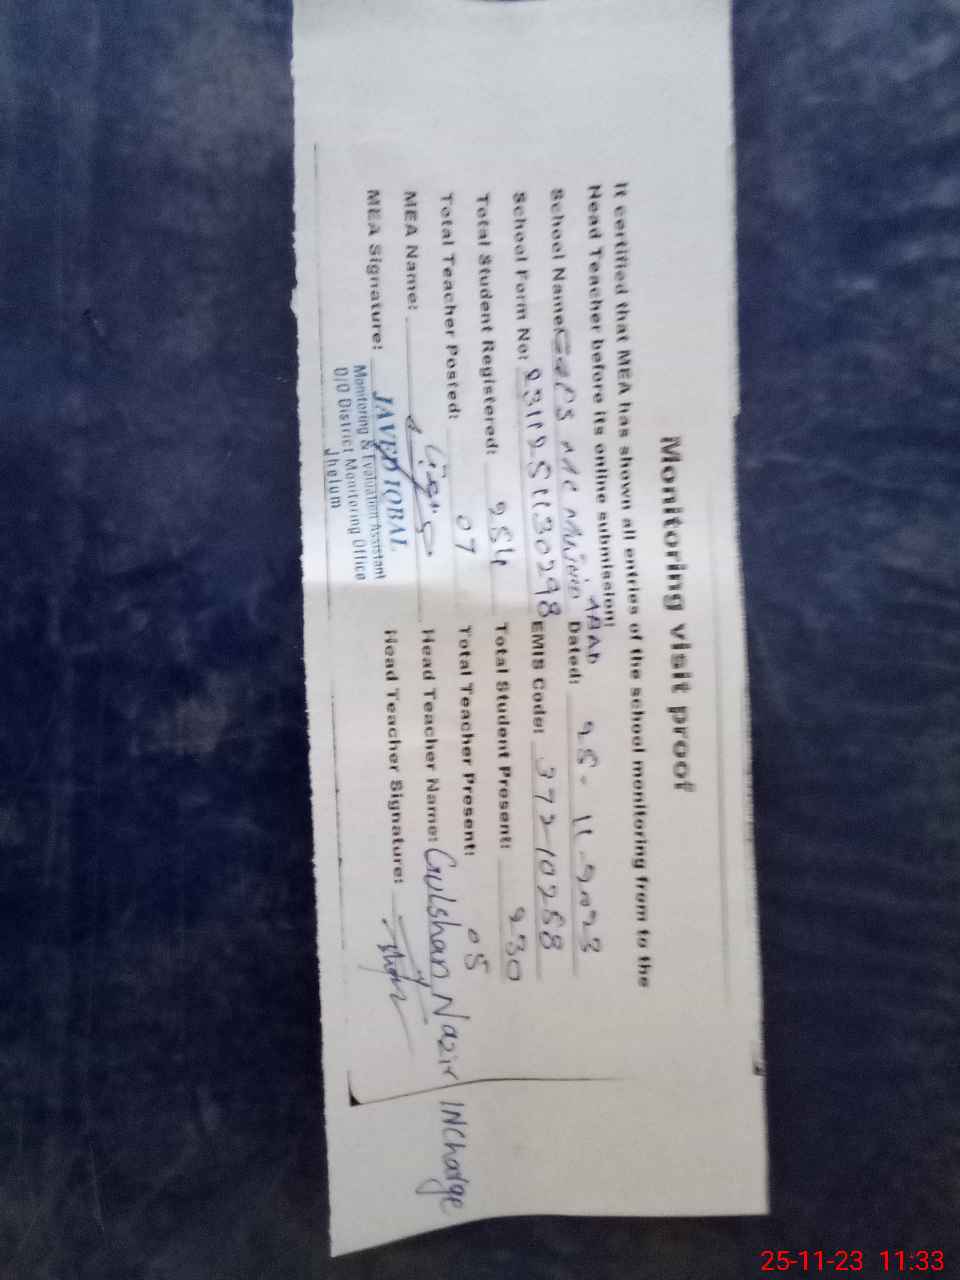 Monitoring visit proof
It certified that MEA has shown all entries of the school monitoring from to the
Head Teacher before its online submission!
School Name: GGPS ABAD Dated: 25-11-2023
School Form No: 2311251130298 EMIS Code: 37210258
Total Student Registered: 254 Total Student Present: 230
Total Teacher Posted: 07 Total Teacher Present: 05
MEA Name: Head Teacher Name: Gulshan Nazir INCharge
MEA Signature: Head Teacher Signature:
JAVED IQBAL
Monitoring & Evaluation Assistant
O/O District Monitoring Office
Jhelum
25-11-23 11:33